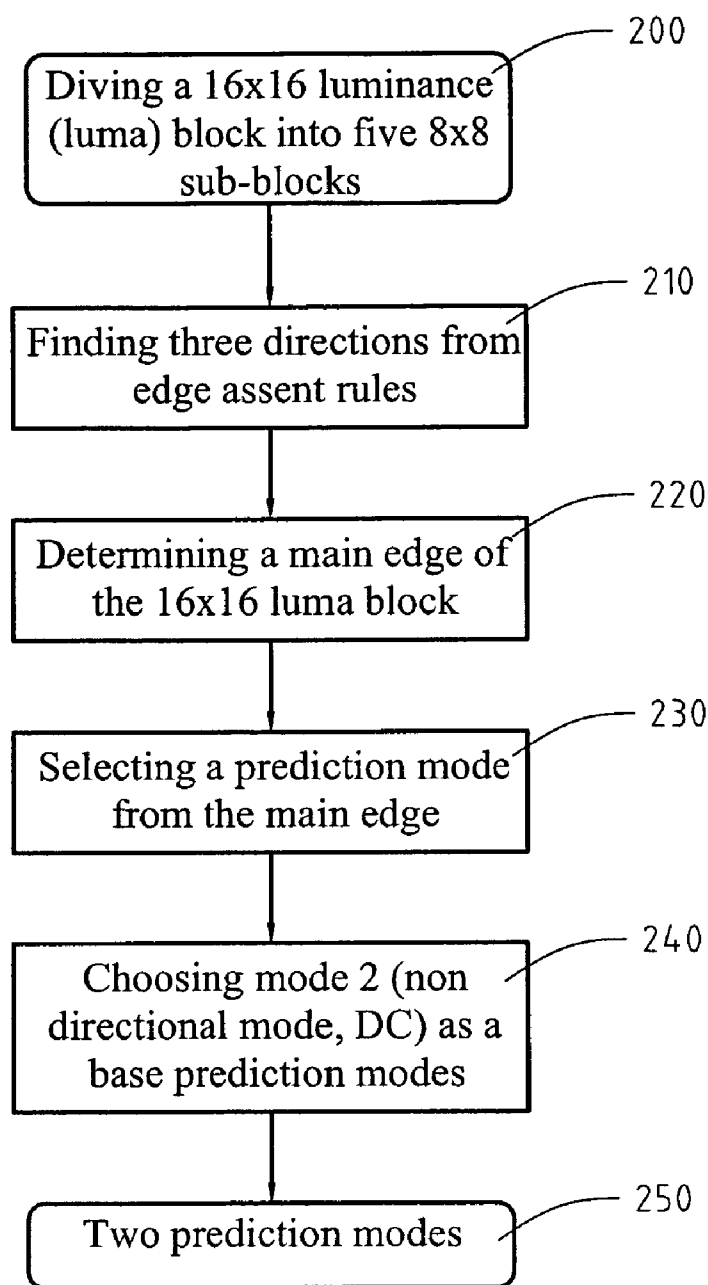 200
Diving a 16x16 luminance
(luma) block into five 8x8
sub-blocks
210
Finding three directions from
edge assent rules
220
Determining a main edge of
the 16x16 luma block
230
Selecting a prediction mode
from the main edge
240
Choosing mode 2 (non
directional mode, DC) as a
base prediction modes
250
Two prediction modes